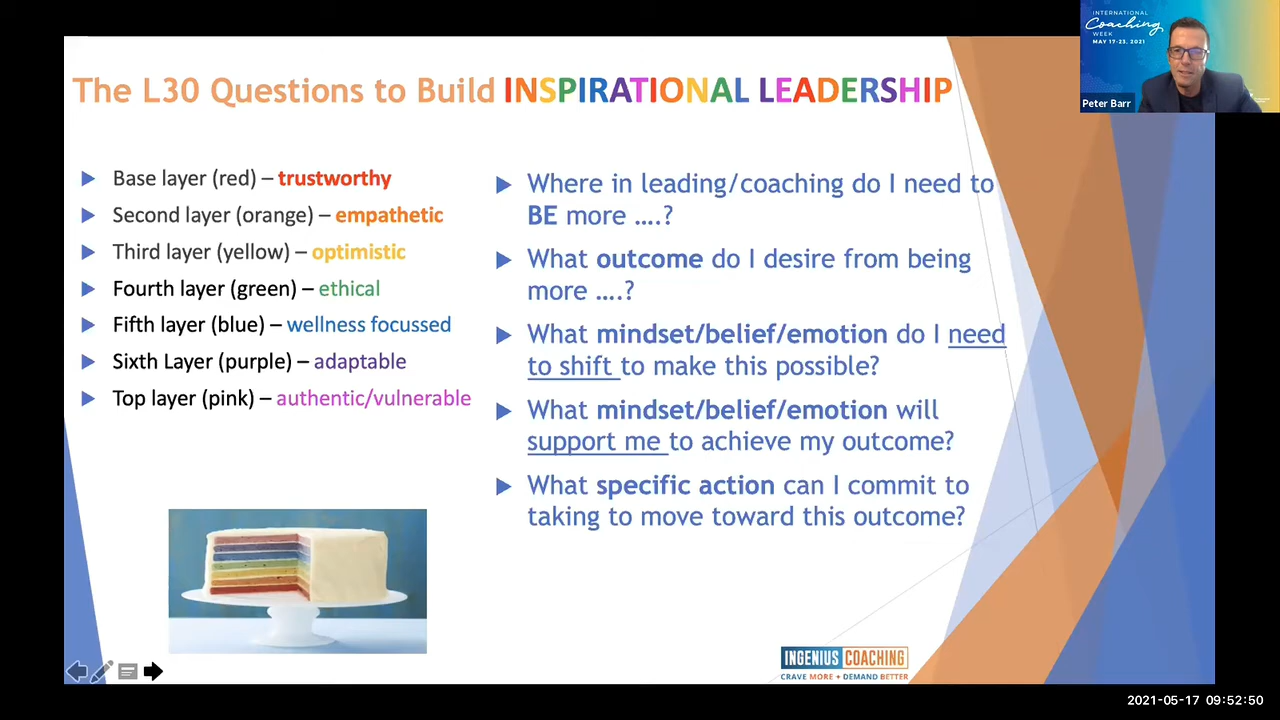 The L30 Questions to Build INSPIRATIONAL LEADERSHIP
Base layer (red) – trustworthy
Second layer (orange) – empathetic
Third layer (yellow) – optimistic
Fourth layer (green) – ethical
Fifth layer (blue) – wellness focussed
Sixth Layer (purple) – adaptable
Top layer (pink) – authentic/vulnerable
Where in leading/coaching do I need to
BE more ….?
What outcome do I desire from being
more ….?
What mindset/belief/emotion do I need
to shift to make this possible?
What mindset/belief/emotion will
support me to achieve my outcome?
What specific action can I commit to
taking to move toward this outcome?
INGENIUS COACHING
CRAVE MORE + DEMAND BETTER
INTERNATIONAL
Coaching
WEEK
MAY 17-23, 2021
Peter Barr
2021-05-17 09:52:50